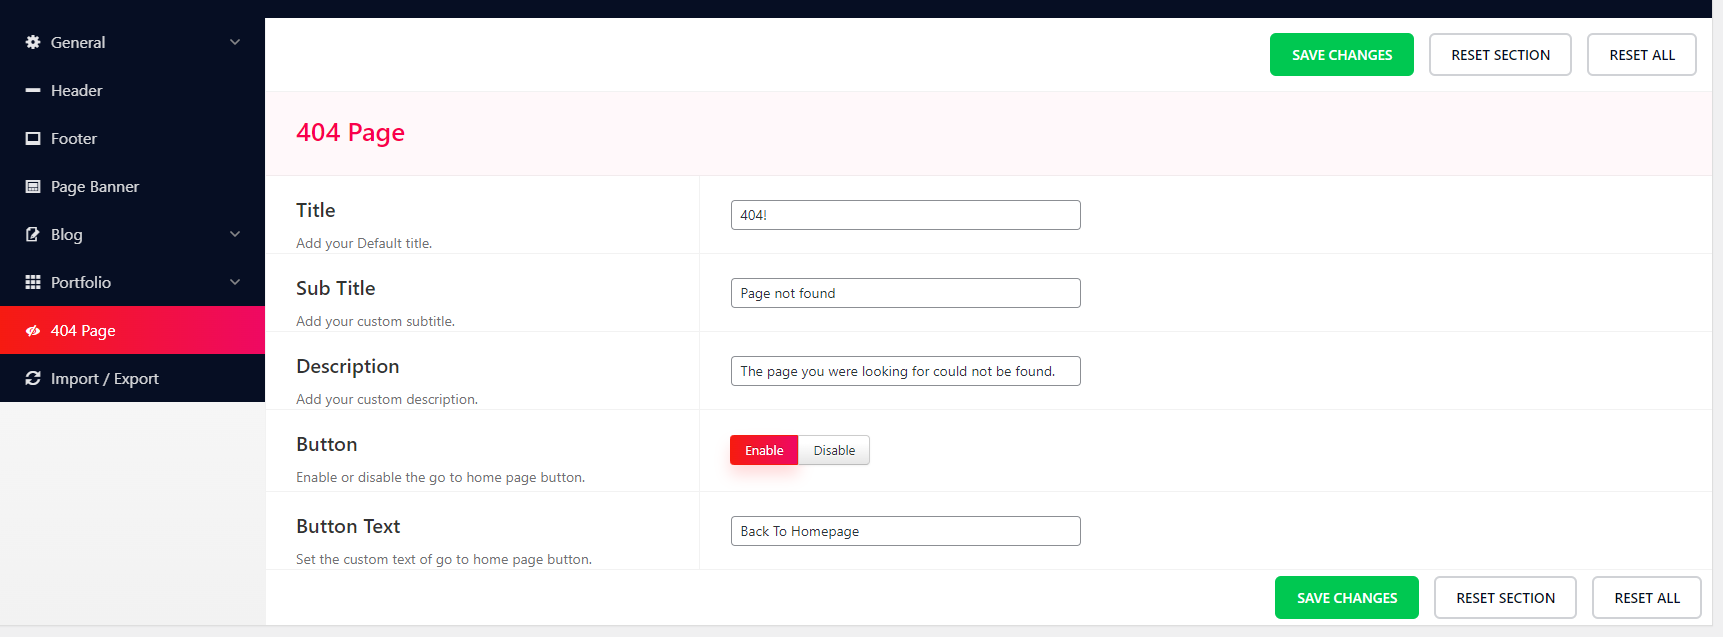 General
Header
Footer
Page Banner
Blog
Portfolio
404 Page
Import / Export
SAVE CHANGES
RESET SECTION
RESET ALL
404 Page
Title
Add your Default title.
404!
Sub Title
Add your custom subtitle.
Page not found
Description
Add your custom description.
The page you were looking for could not be found.
Button
Enable or disable the go to home page button.
Enable
Disable
Button Text
Set the custom text of go to home page button.
Back To Homepage
SAVE CHANGES
RESET SECTION
RESET ALL